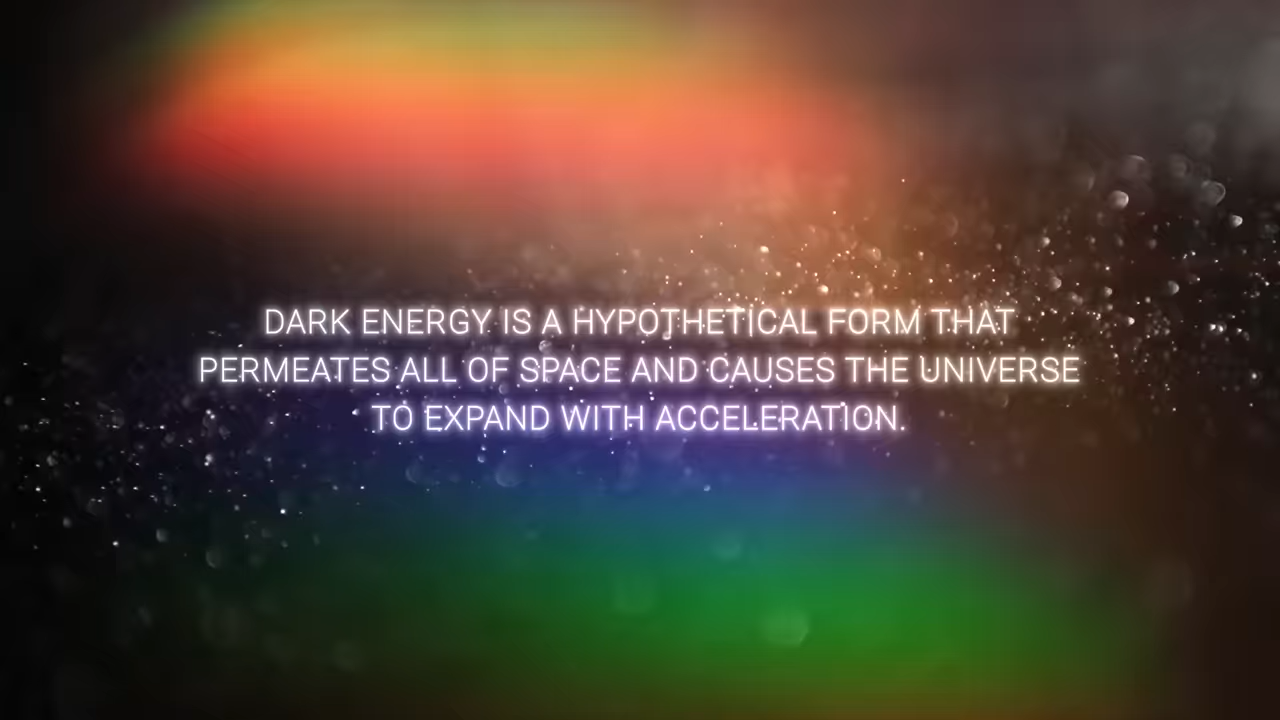 DARK ENERGY IS A HYPOTHETICAL FORM THAT
PERMEATES ALL OF SPACE AND CAUSES THE UNIVERSE
TO EXPAND WITH ACCELERATION.